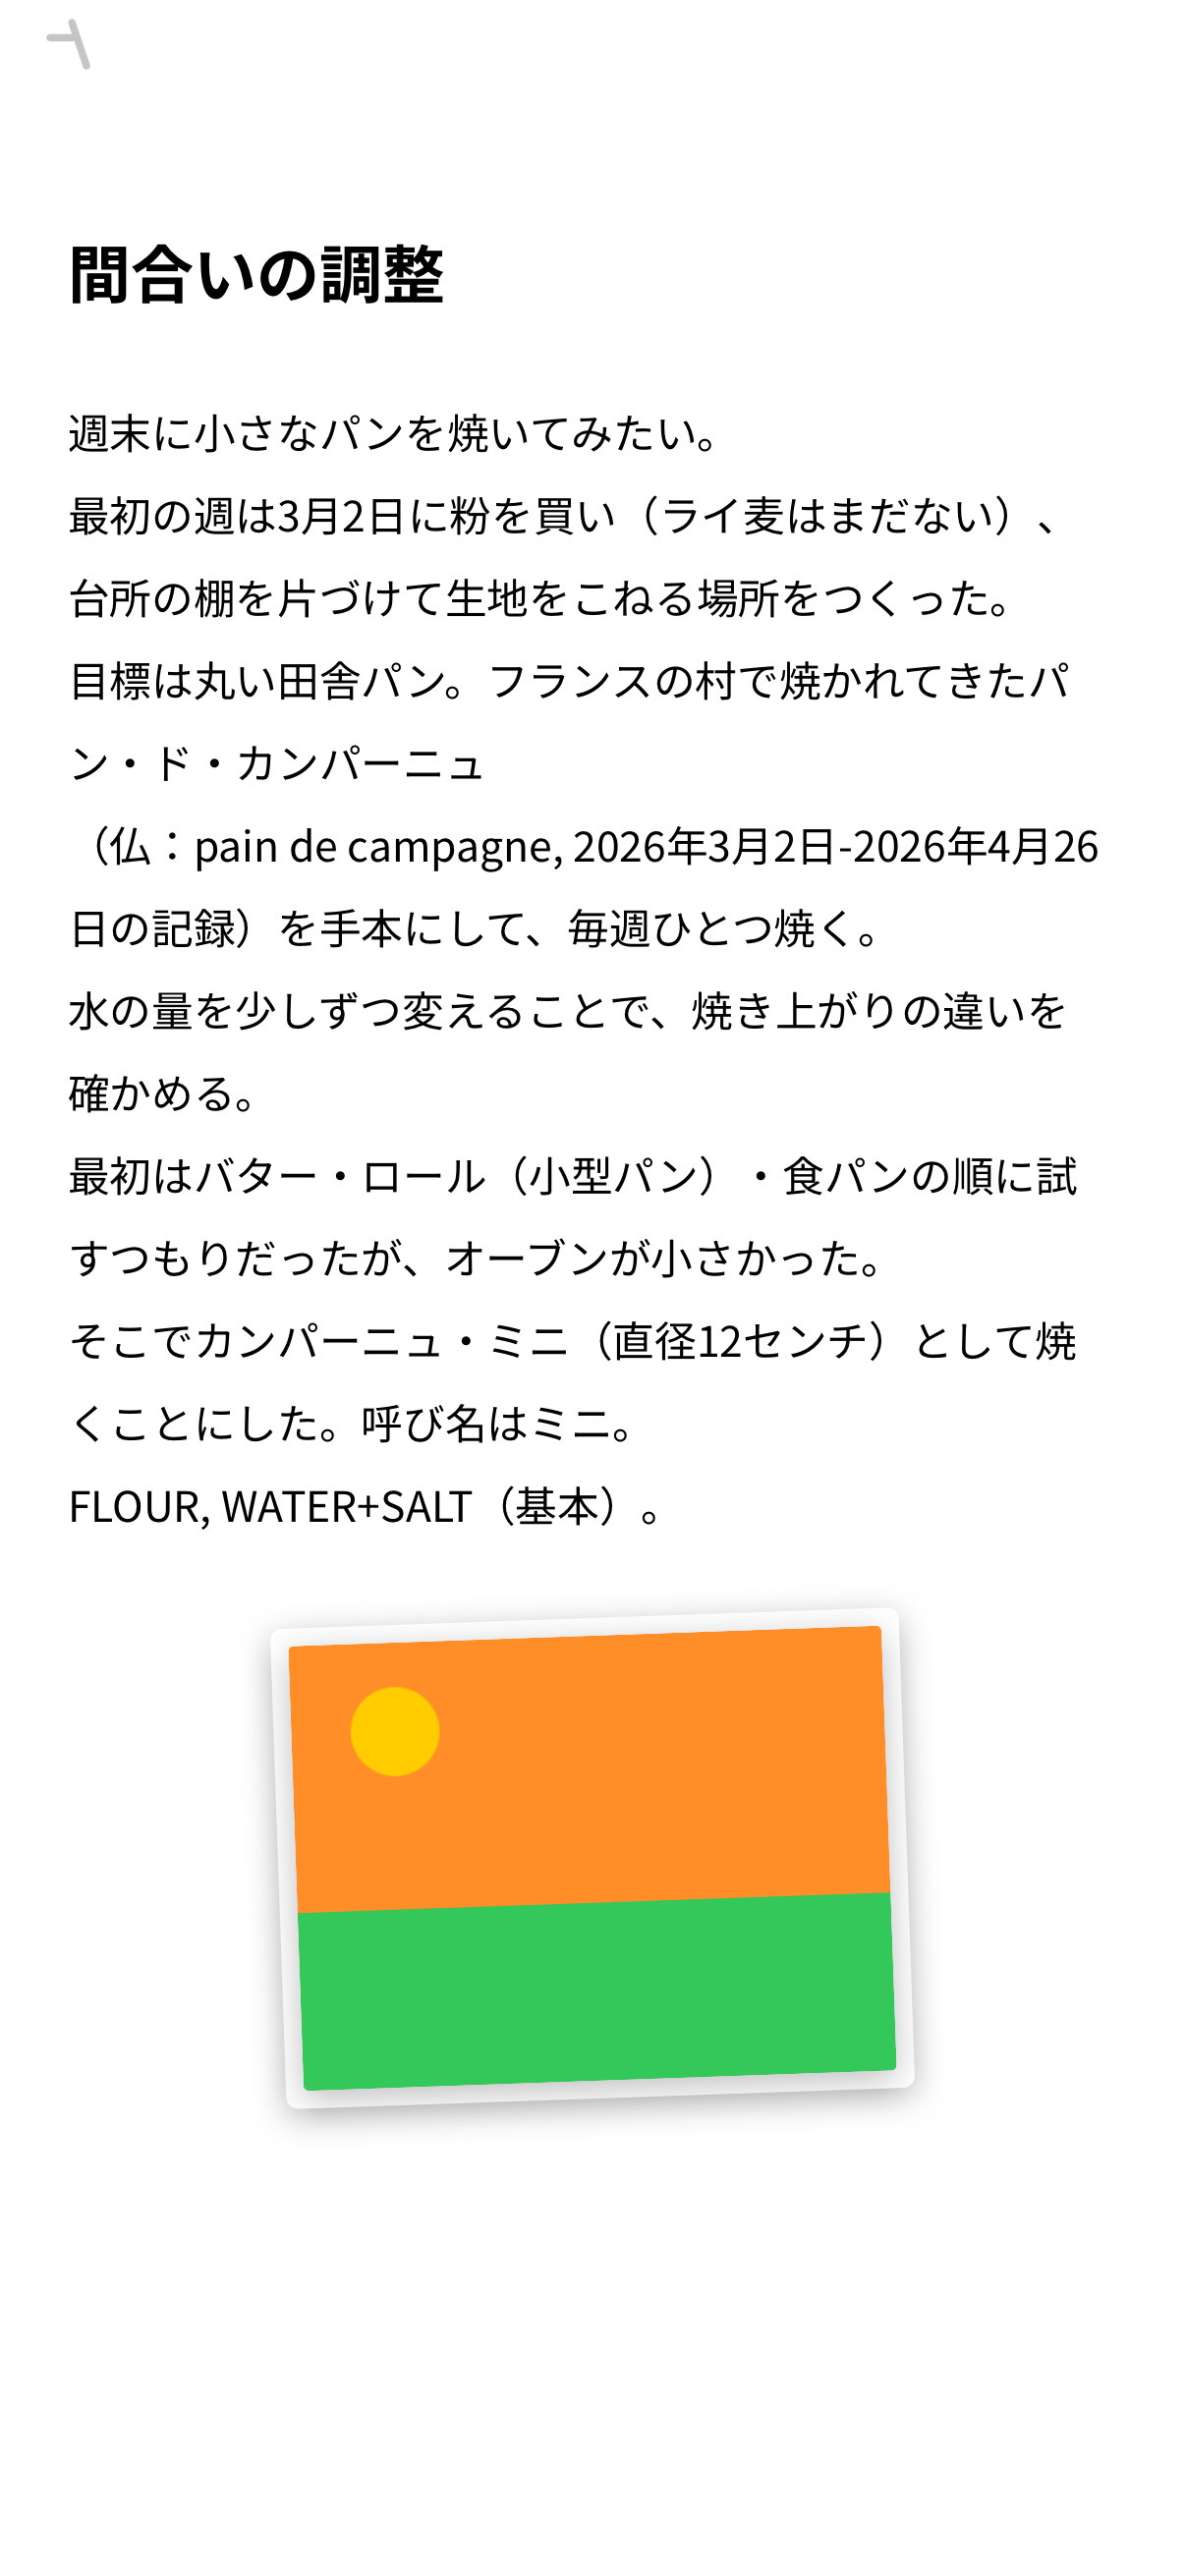 間合いの調整
週末に小さなパンを焼いてみたい。
最初の週は3月2日に粉を買い（ライ麦はまだない）、
台所の棚を片づけて生地をこねる場所をつくった。
目標は丸い田舎パン。フランスの村で焼かれてきたパ
ン・ド・カンパーニュ
（仏：pain de campagne, 2026年3月2日-2026年4月26
日の記録）を手本にして、毎週ひとつ焼く。
水の量を少しずつ変えることで、焼き上がりの違いを
確かめる。
最初はバター・ロール（小型パン）・食パンの順に試
すつもりだったが、オーブンが小さかった。
そこでカンパーニュ・ミニ（直径12センチ）として焼
くことにした。呼び名はミニ。
FLOUR, WATER+SALT（基本）。